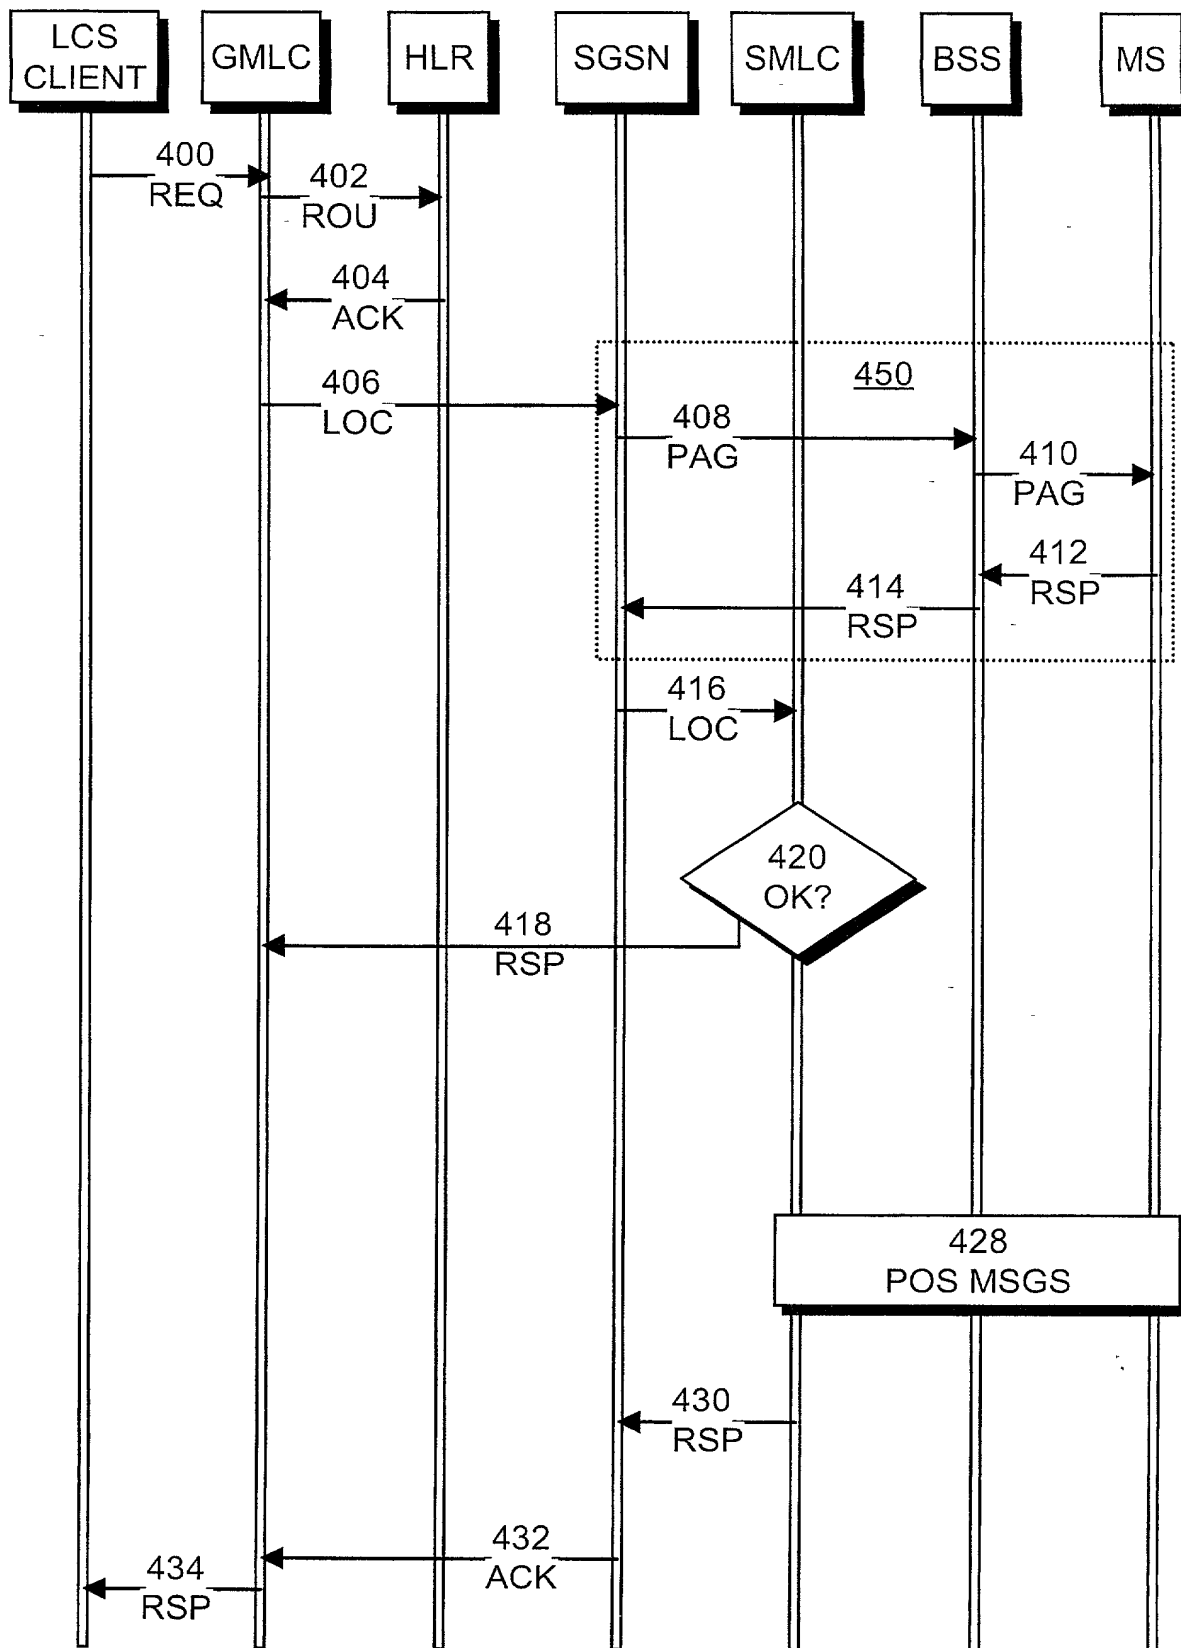 LCS
CLIENT
GMLC
HLR
SGSN
SMLC
BSS
MS
400
REQ
402
ROU
404
ACK
450
406
LOC
408
PAG
410
PAG
412
RSP
414
RSP
416
LOC
420
OK?
418
RSP
428
POS MSGS
430
RSP
432
ACK
434
RSP